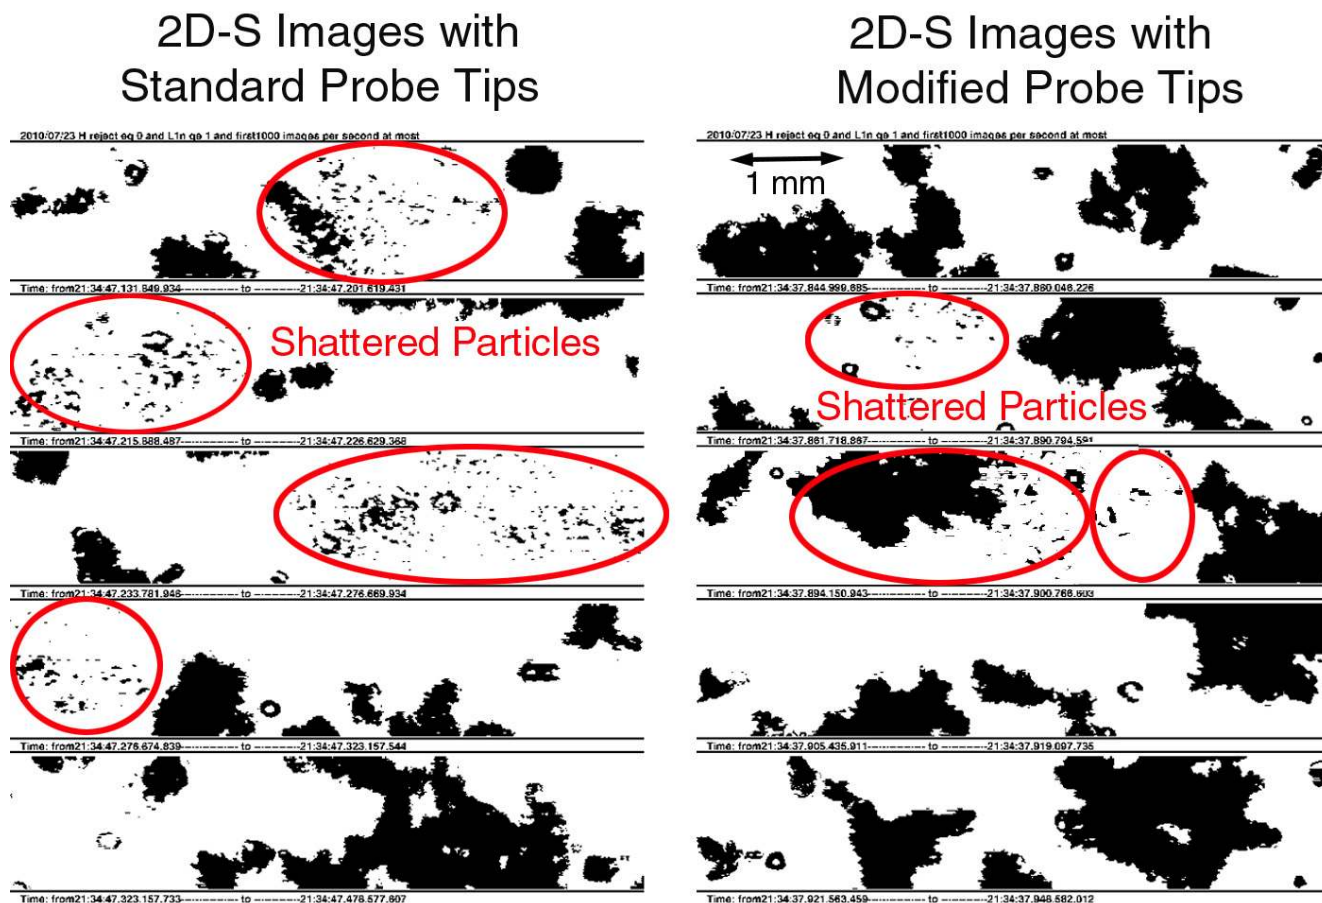 2D-S Images with
Standard Probe Tips
2010/07/23 H reject eq 0 and L1n ge 1 and first1000 images per second at most
Time: from21:34:47.131.849.934----------------- to -------------21:34:47.201.619.431
Shattered Particles
Time: from21:34:47.215.888.487----------------- to -------------21:34:47.226.629.368
Time: from21:34:47.233.781.946----------------- to -------------21:34:47.276.669.934
Time: from21:34:47.276.674.839----------------- to -------------21:34:47.323.157.544
Time: from21:34:47.323.157.733----------------- to -------------21:34:47.478.577.607
2D-S Images with
Modified Probe Tips
2010/07/23 H reject eq 0 and L1n ge 1 and first1000 images per second at most
1 mm
Time: from21:34:37.844.999.685----------------- to -------------21:34:37.860.046.226
Shattered Particles
Time: from21:34:37.861.718.867----------------- to -------------21:34:37.890.794.591
Time: from21:34:37.894.150.943----------------- to -------------21:34:37.900.766.603
Time: from21:34:37.905.435.911----------------- to -------------21:34:37.919.097.735
Time: from21:34:37.921.563.459----------------- to -------------21:34:37.948.582.012